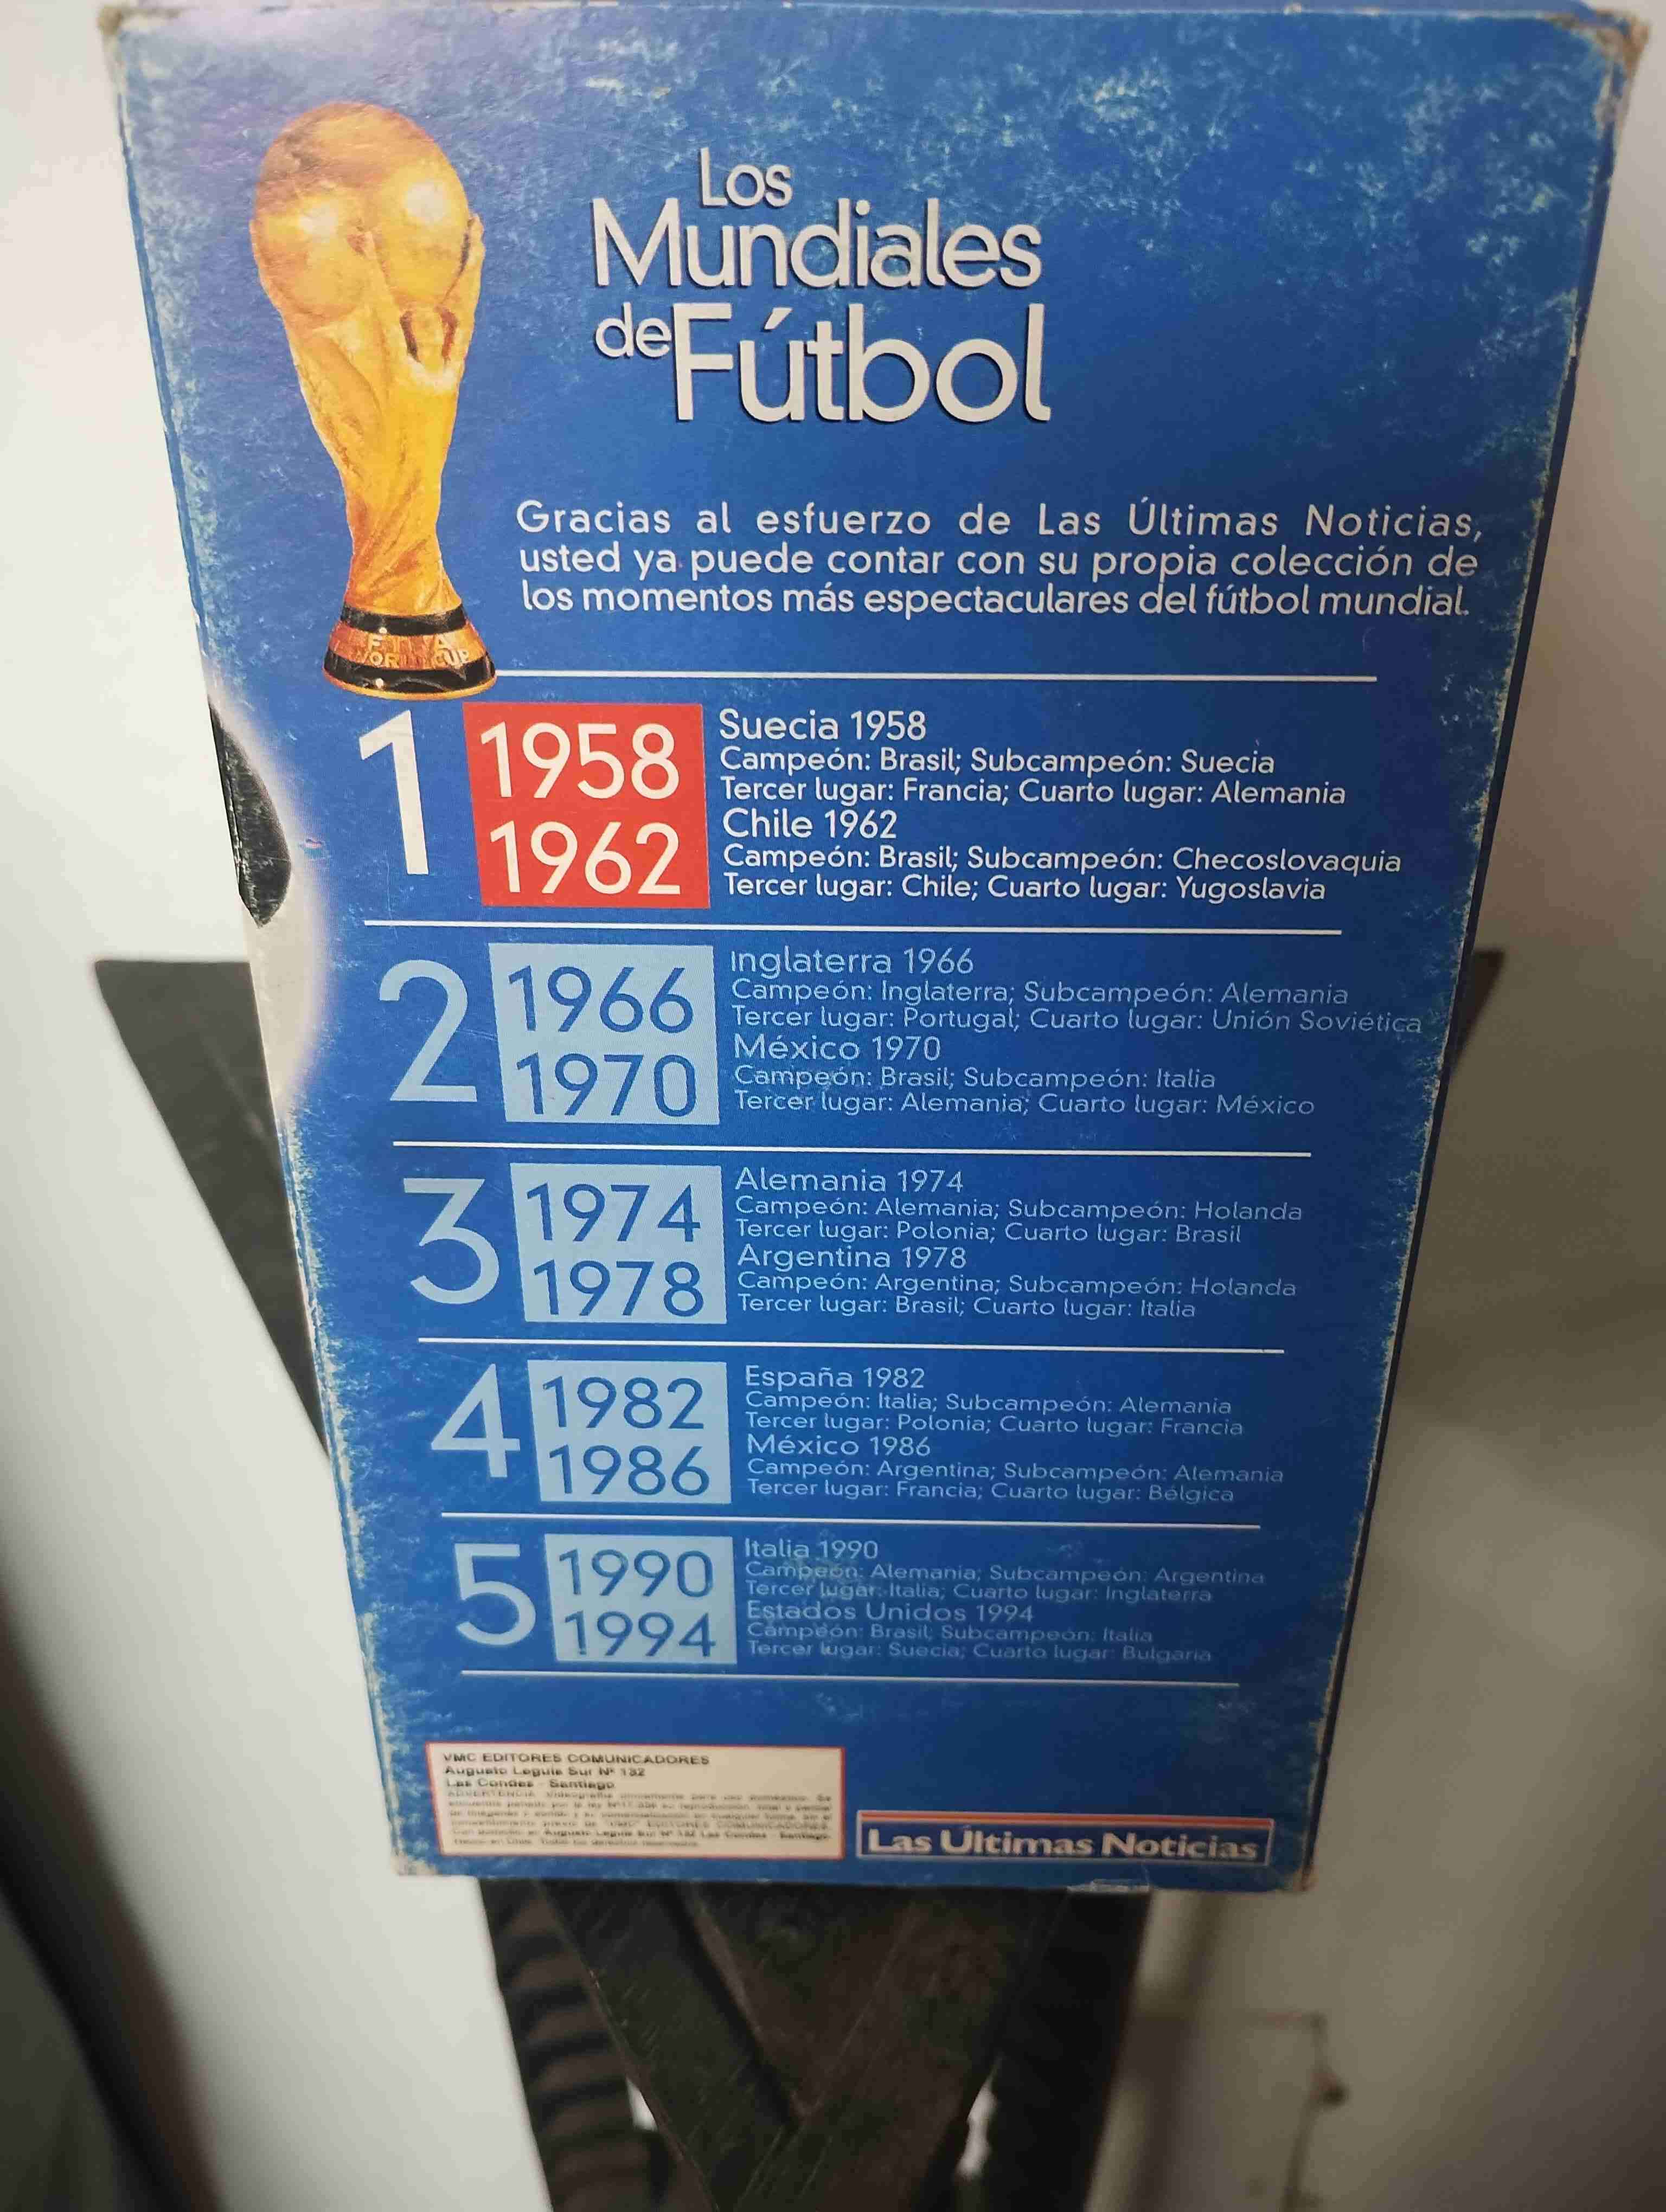 Los
Mundiales
de Fútbol
FIFA
WORLD CUP
Gracias al esfuerzo de Las Últimas Noticias,
usted ya puede contar con su propia colección de
los momentos más espectaculares del fútbol mundial.
1
1958
1962
Suecia 1958
Campeón: Brasil; Subcampeón: Suecia
Tercer lugar: Francia; Cuarto lugar: Alemania
Chile 1962
Campeón: Brasil; Subcampeón: Checoslovaquia
Tercer lugar: Chile; Cuarto lugar: Yugoslavia
2
1966
1970
Inglaterra 1966
Campeón: Inglaterra; Subcampeón: Alemania
Tercer lugar: Portugal; Cuarto lugar: Unión Soviética
México 1970
Campeón: Brasil; Subcampeón: Italia
Tercer lugar: Alemania; Cuarto lugar: México
3
1974
1978
Alemania 1974
Campeón: Alemania; Subcampeón: Holanda
Tercer lugar: Polonia; Cuarto lugar: Brasil
Argentina 1978
Campeón: Argentina; Subcampeón: Holanda
Tercer lugar: Brasil; Cuarto lugar: Italia
4
1982
1986
España 1982
Campeón: Italia; Subcampeón: Alemania
Tercer lugar: Polonia; Cuarto lugar: Francia
México 1986
Campeón: Argentina; Subcampeón: Alemania
Tercer lugar: Francia; Cuarto lugar: Bélgica
5
1990
1994
Italia 1990
Campeón: Alemania; Subcampeón: Argentina
Tercer lugar: Italia; Cuarto lugar: Inglaterra
Estados Unidos 1994
Campeón: Brasil; Subcampeón: Italia
Tercer lugar: Suecia; Cuarto lugar: Bulgaria
VMC EDITORES COMUNICADORES
Augusto Leguia Sur Nº 132
Las Condes - Santiago
Las Últimas Noticias